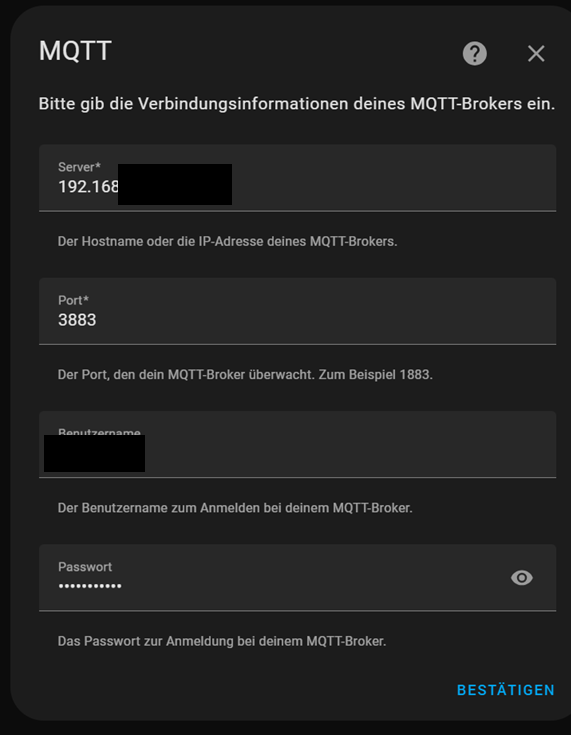 MQTT
Bitte gib die Verbindungsinformationen deines MQTT-Brokers ein.
Server*
192.168
Der Hostname oder die IP-Adresse deines MQTT-Brokers.
Port*
3883
Der Port, den dein MQTT-Broker überwacht. Zum Beispiel 1883.
Benutzername
Der Benutzername zum Anmelden bei deinem MQTT-Broker.
Passwort
•••••••••••
Das Passwort zur Anmeldung bei deinem MQTT-Broker.
BESTÄTIGEN